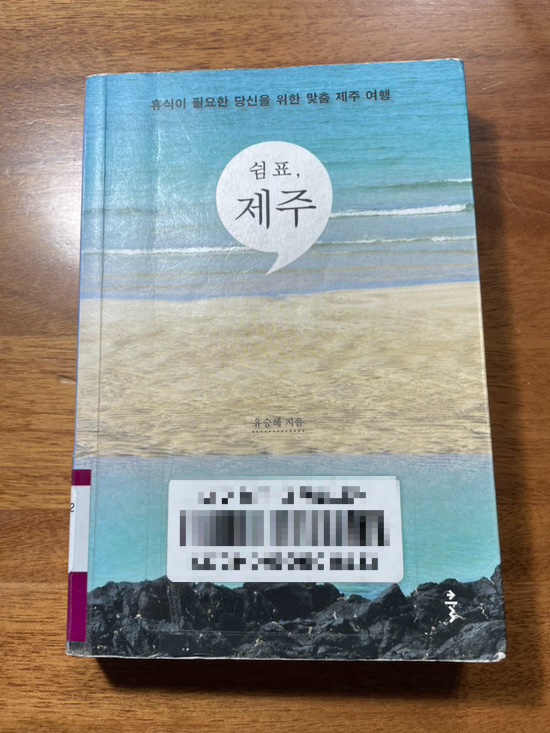 휴식이 필요한 당신을 위한 맞춤 제주 여행
쉼표,
제주
유승혜 지음
2